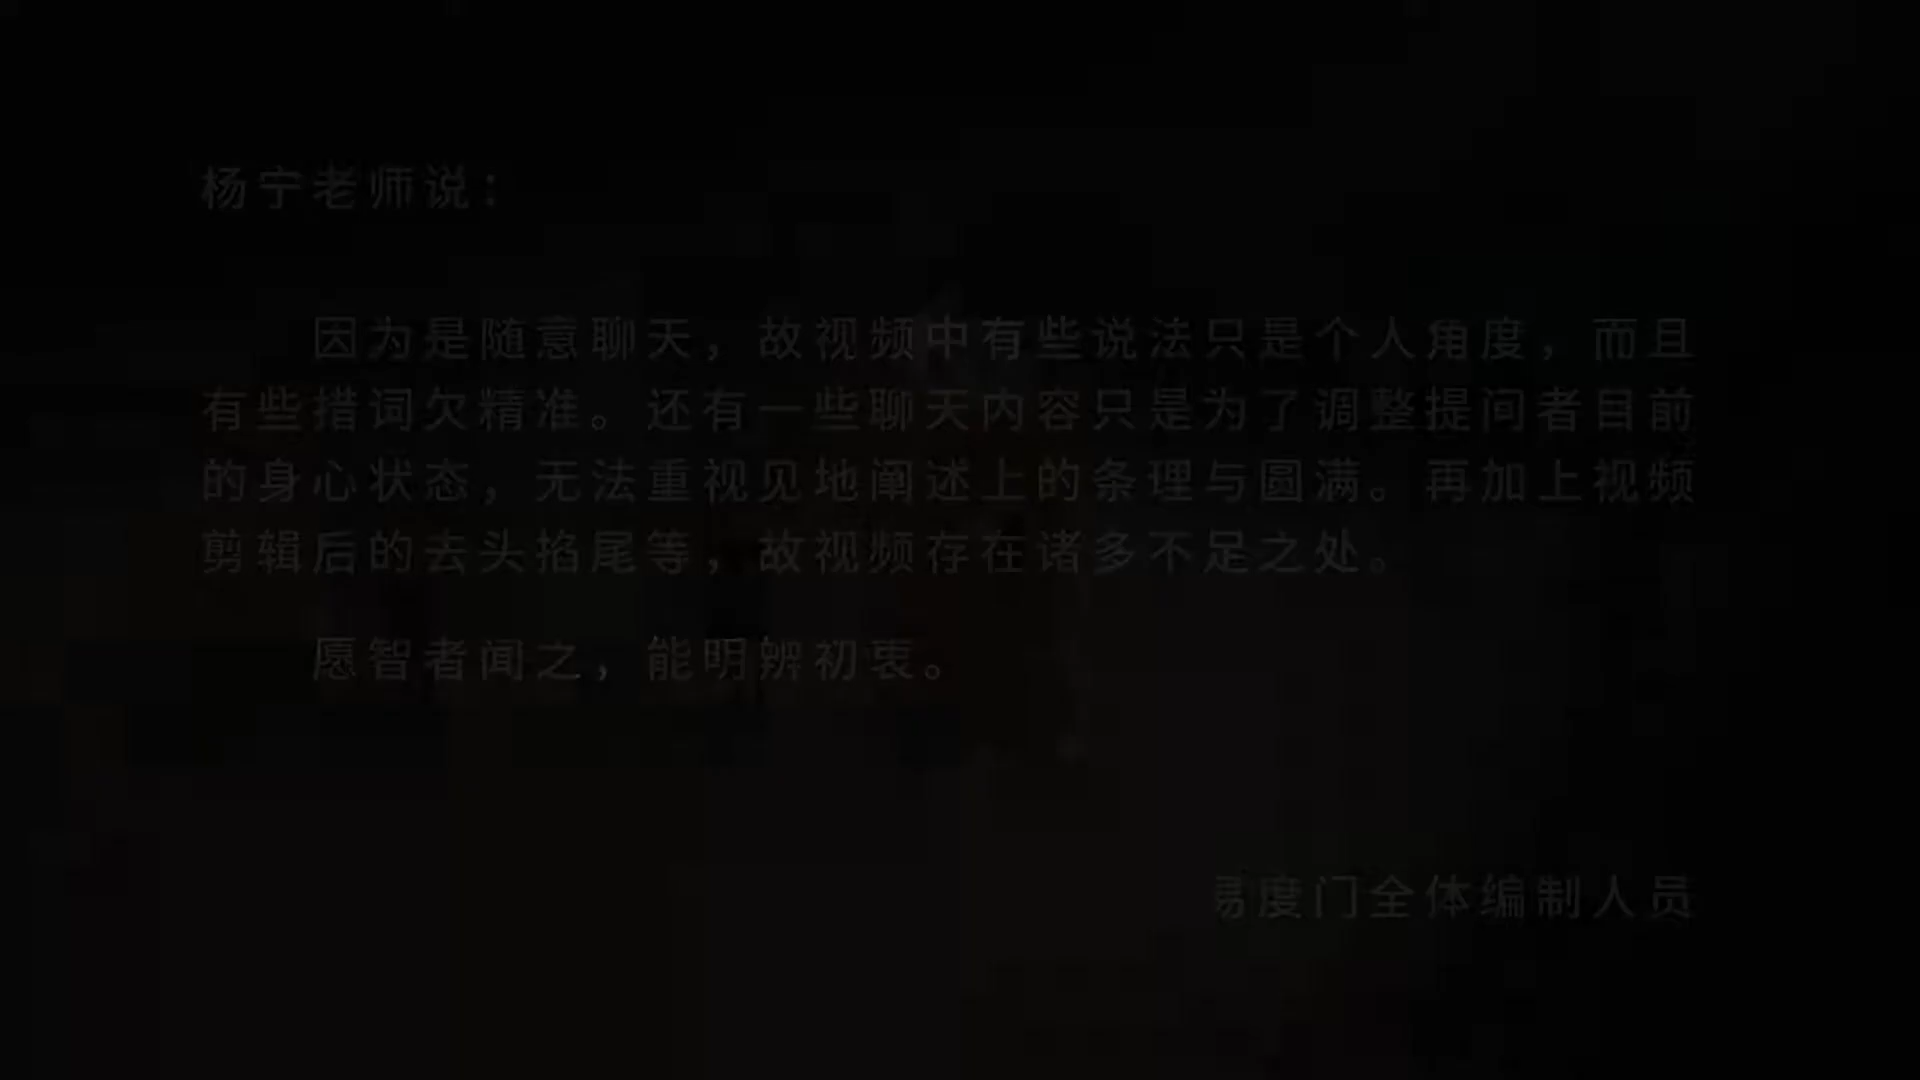 杨宁老师说：
因为是随意聊天，故视频中有些说法只是个人角度，而且
有些措词欠精准。还有一些聊天内容只是为了调整提问者目前
的身心状态，无法重视见地阐述上的条理与圆满。再加上视频
剪辑后的去头掐尾等，故视频存在诸多不足之处。
愿智者闻之，能明辨初衷。
易度门全体编制人员